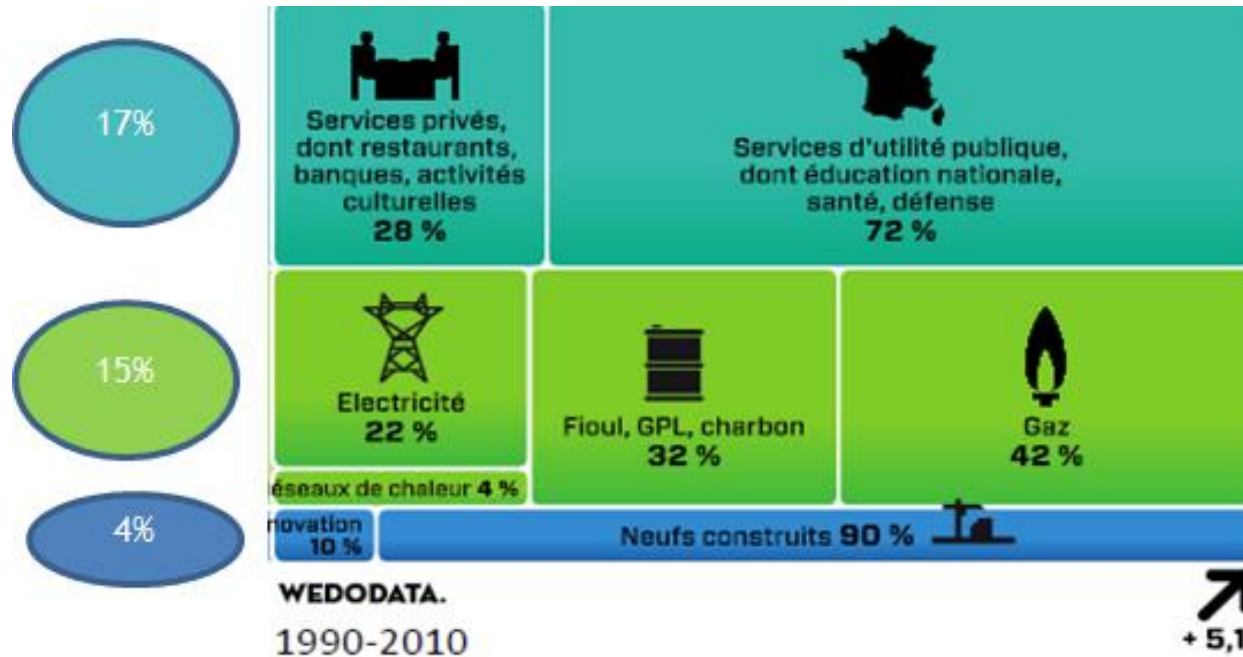 17%
Services privés,
dont restaurants,
banques, activités
culturelles
28 %
Services d'utilité publique,
dont éducation nationale,
santé, défense
72 %
15%
Electricité
22 %
Fioul, GPL, charbon
32 %
Gaz
42 %
éseaux de chaleur 4 %
4%
novation
10 %
Neufs construits 90 %
WEDODATA.
1990-2010
+ 5,1